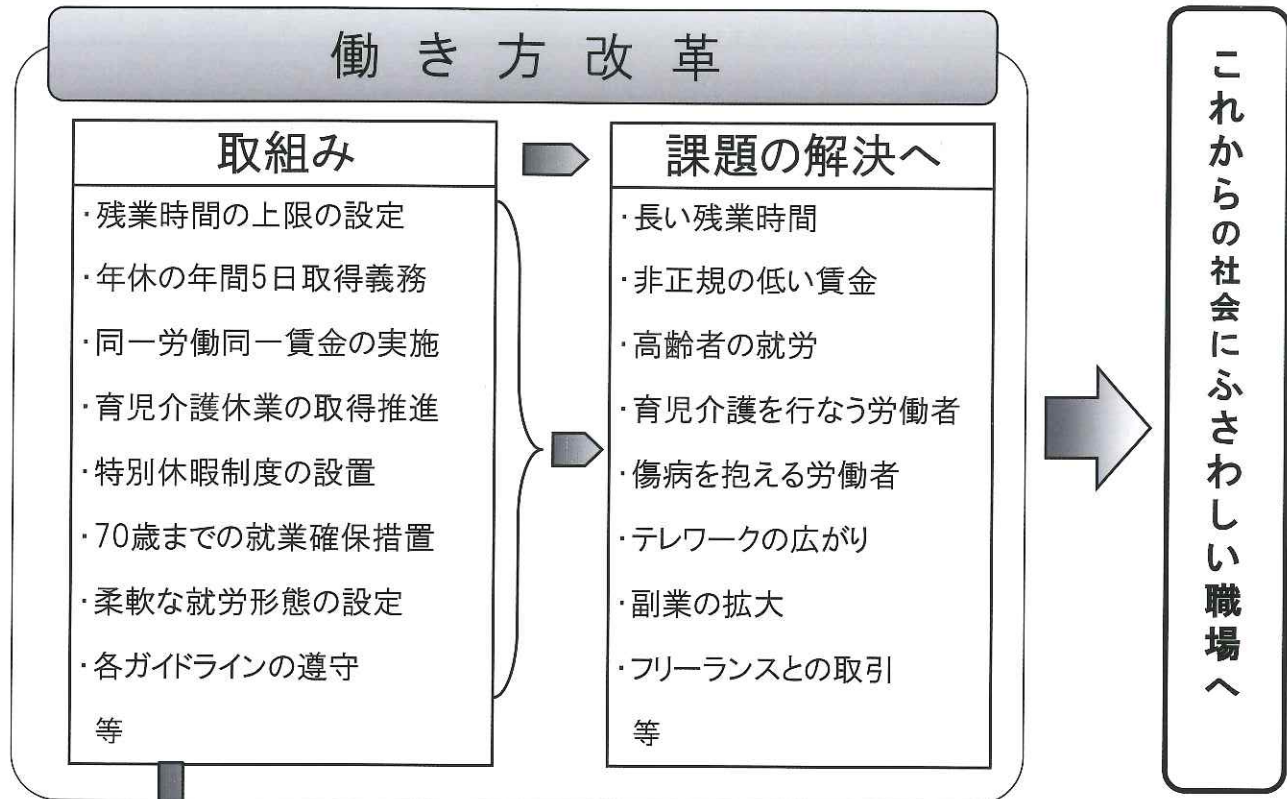 働き方改革
取組み
・残業時間の上限の設定
・年休の年間5日取得義務
・同一労働同一賃金の実施
・育児介護休業の取得推進
・特別休暇制度の設置
・70歳までの就業確保措置
・柔軟な就労形態の設定
・各ガイドラインの遵守
等
課題の解決へ
・長い残業時間
・非正規の低い賃金
・高齢者の就労
・育児介護を行なう労働者
・傷病を抱える労働者
・テレワークの広がり
・副業の拡大
・フリーランスとの取引
等
これからの社会にふさわしい職場へ